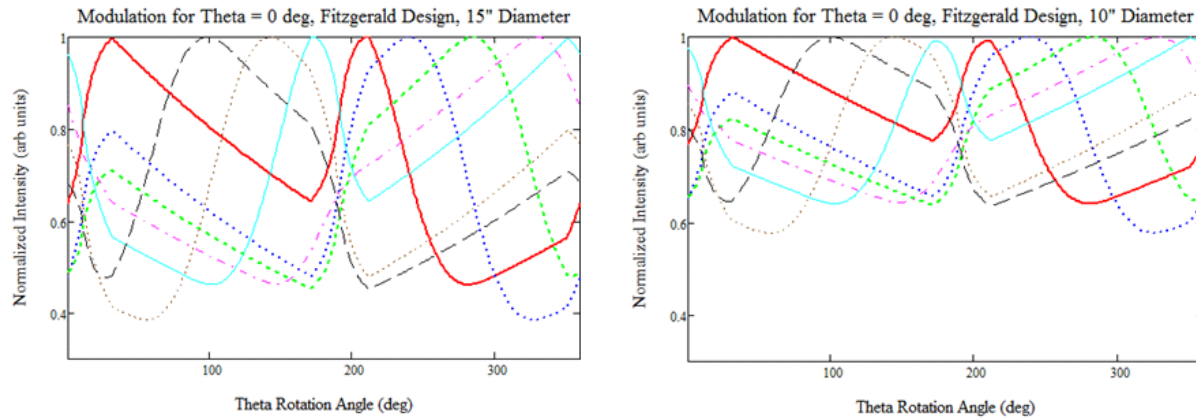 Modulation for Theta = 0 deg, Fitzgerald Design, 15" Diameter
Normalized Intensity (arb units)
1
0.8
0.6
0.4
100
200
300
Theta Rotation Angle (deg)
Modulation for Theta = 0 deg, Fitzgerald Design, 10" Diameter
Normalized Intensity (arb units)
1
0.8
0.6
0.4
100
200
300
Theta Rotation Angle (deg)